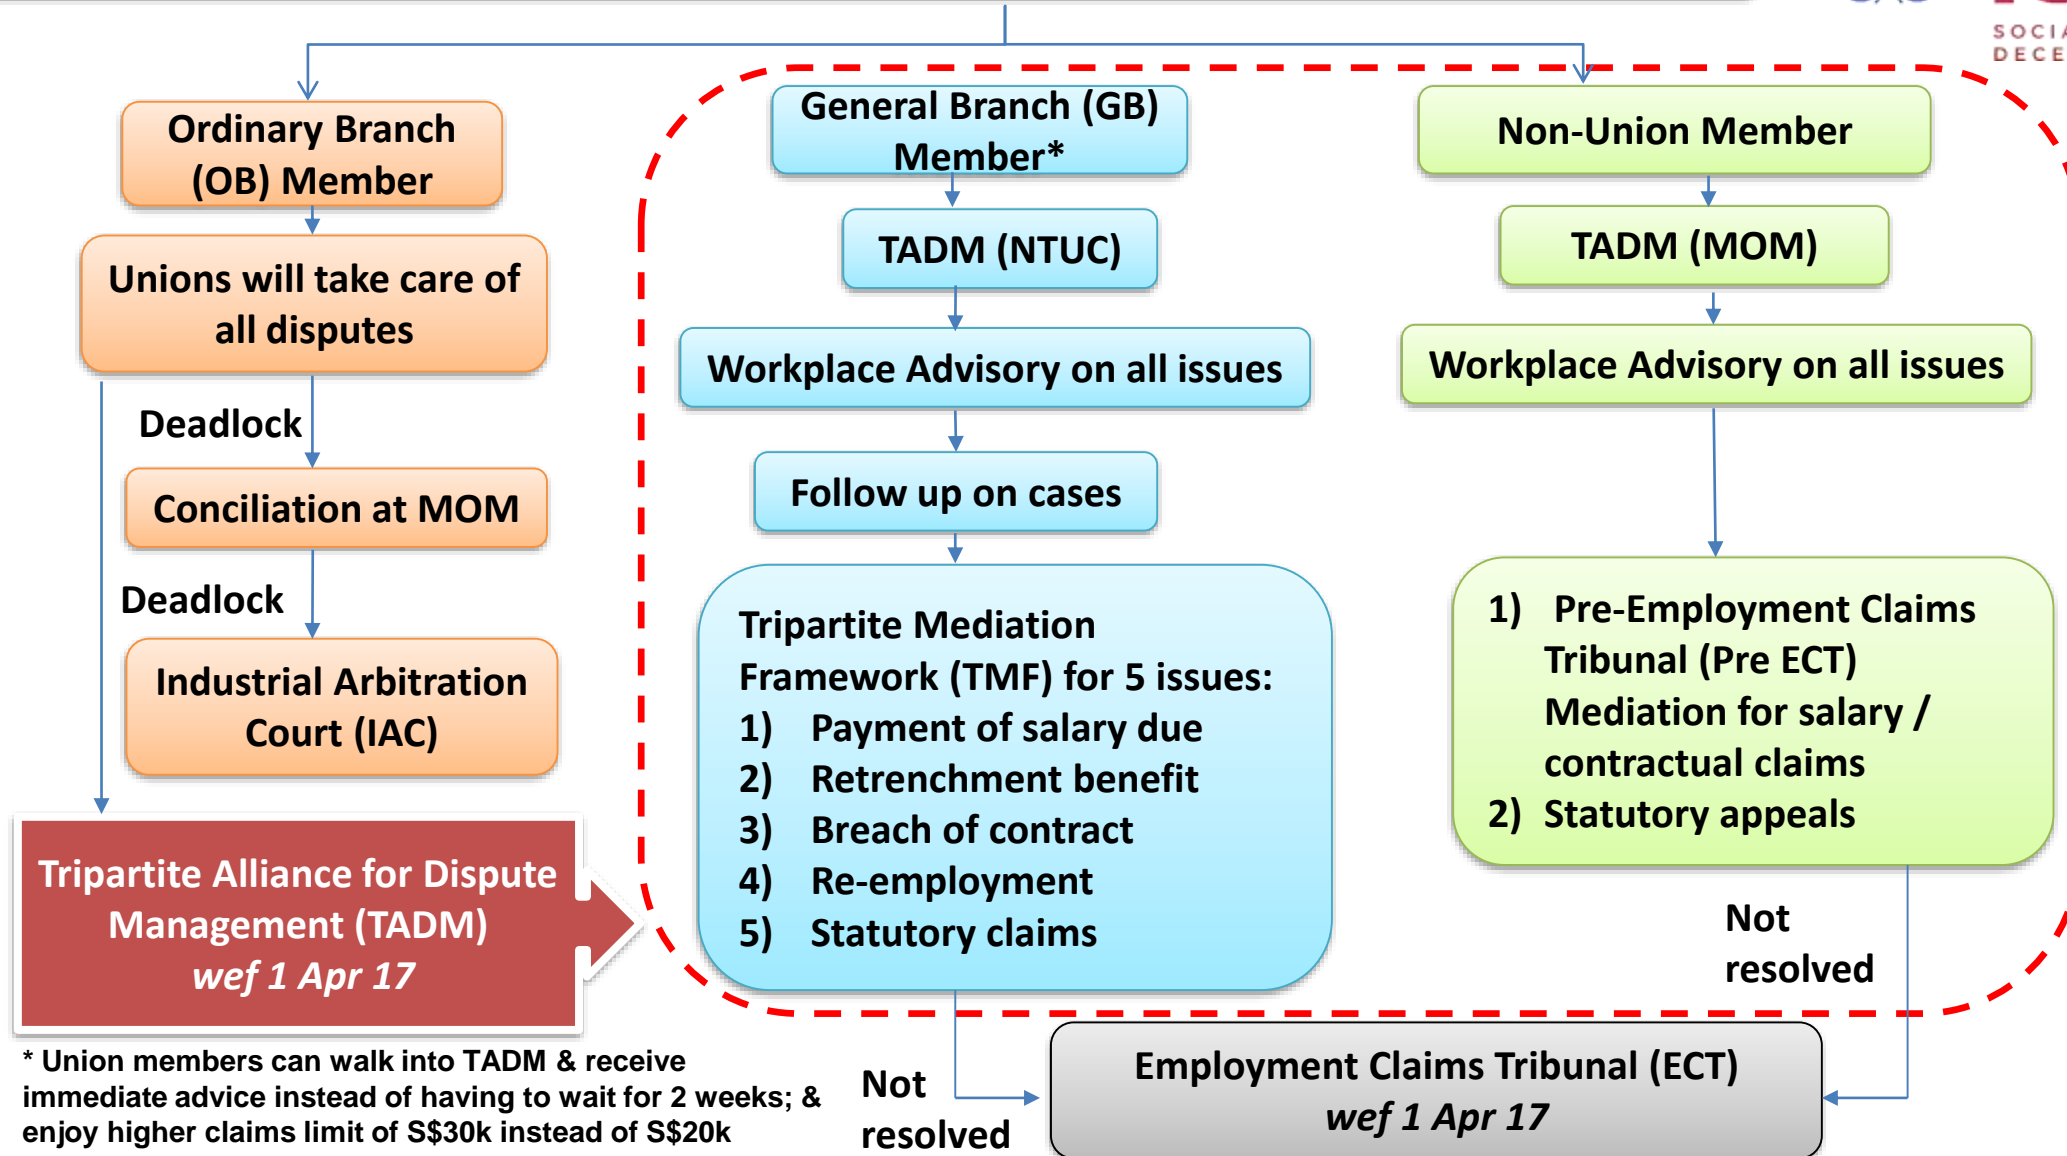 SOCIA
DECE
Ordinary Branch
(OB) Member
Unions will take care of
all disputes
Deadlock
Conciliation at MOM
Deadlock
Industrial Arbitration
Court (IAC)
Tripartite Alliance for Dispute
Management (TADM)
wef 1 Apr 17
* Union members can walk into TADM & receive
immediate advice instead of having to wait for 2 weeks; &
enjoy higher claims limit of S$30k instead of S$20k
General Branch (GB)
Member*
TADM (NTUC)
Workplace Advisory on all issues
Follow up on cases
Tripartite Mediation
Framework (TMF) for 5 issues:
1) Payment of salary due
2) Retrenchment benefit
3) Breach of contract
4) Re-employment
5) Statutory claims
Not
resolved
Non-Union Member
TADM (MOM)
Workplace Advisory on all issues
1) Pre-Employment Claims
Tribunal (Pre ECT)
Mediation for salary /
contractual claims
2) Statutory appeals
Not
resolved
Employment Claims Tribunal (ECT)
wef 1 Apr 17